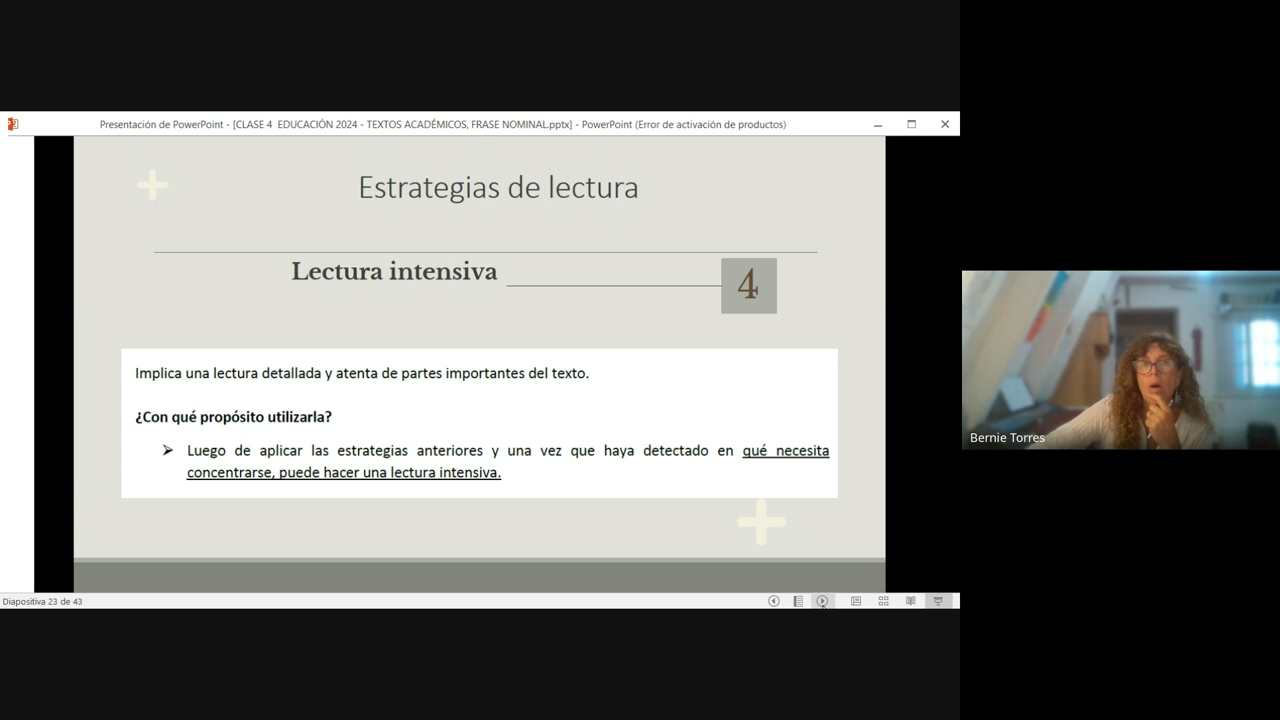 Presentación de PowerPoint - [CLASE 4 EDUCACIÓN 2024 - TEXTOS ACADÉMICOS, FRASE NOMINAL.pptx] - PowerPoint (Error de activación de productos)
Estrategias de lectura
Lectura intensiva
4
Implica una lectura detallada y atenta de partes importantes del texto.
¿Con qué propósito utilizarla?
Luego de aplicar las estrategias anteriores y una vez que haya detectado en qué necesita
concentrarse, puede hacer una lectura intensiva.
Bernie Torres
Diapositiva 23 de 43